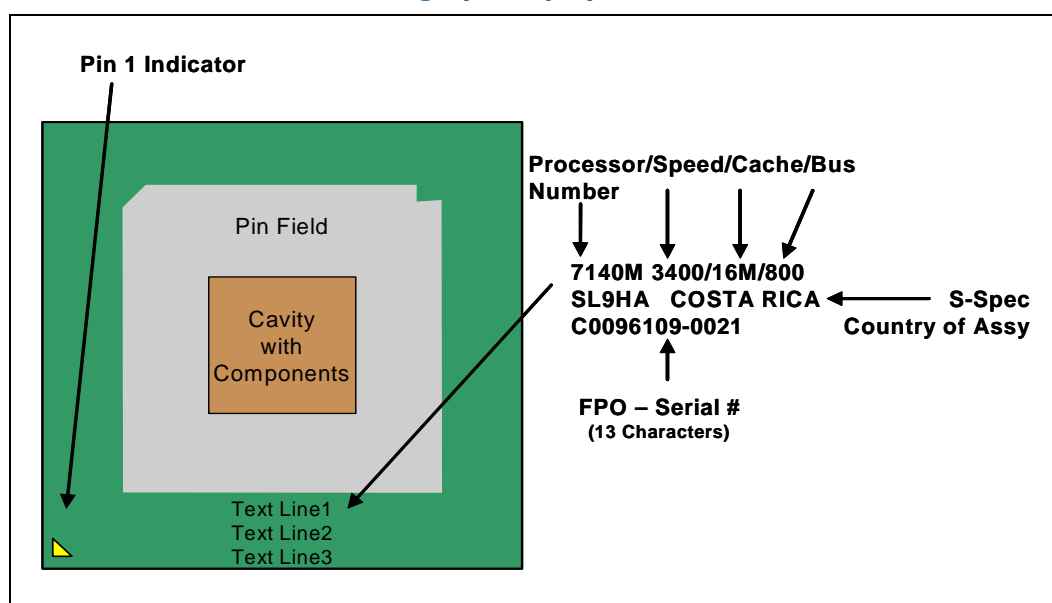 Pin 1 Indicator
Processor/Speed/Cache/Bus
Number
Pin Field
7140M 3400/16M/800
SL9HA COSTA RICA
C0096109-0021
S-Spec
Country of Assy
Cavity
with
Components
FPO – Serial #
(13 Characters)
Text Line1
Text Line2
Text Line3